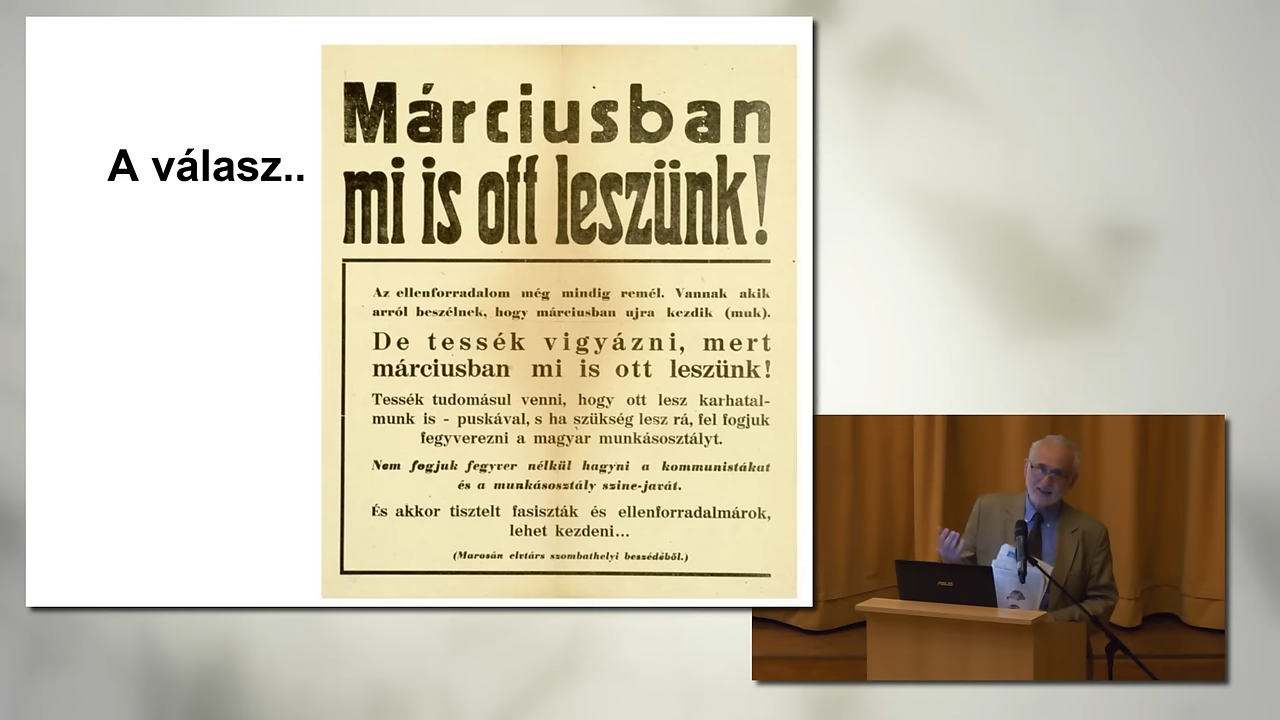 A válasz..
Márciusban
mi is ott leszünk!
Az ellenforradalom még mindig remél. Vannak akik
arról beszélnek, hogy márciusban ujra kezdik (muk).
De tessék vigyázni, mert
márciusban mi is ott leszünk!
Tessék tudomásul venni, hogy ott lesz karhatal-
munk is - puskával, s ha szükség lesz rá, fel fogjuk
fegyverezni a magyar munkásosztályt.
Nem fogjuk fegyver nélkül hagyni a kommunistákat
és a munkásosztály szine-javát.
És akkor tisztelt fasiszták és ellenforradalmárok,
lehet kezdeni...
(Marosán elvtárs szombathelyi beszédéből.)
ASUS